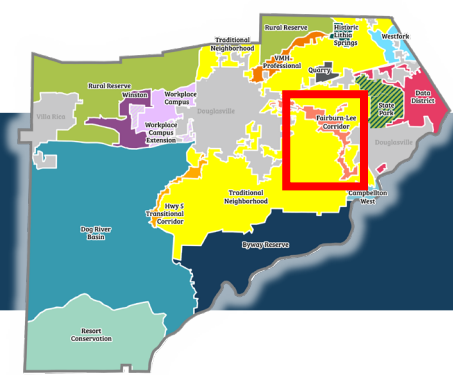 Rural Reserve
Historic
Lithia
Springs
Westfork
Traditional
Neighborhood
VMH
Professional
Quarry
Data
District
Rural Reserve
Winston
Workplace
Campus
State
Park
Villa Rica
Douglasville
Fairburn-Lee
Corridor
Workplace
Campus
Extension
Douglasville
Traditional
Neighborhood
Campbellton
West
Hwy 5
Transitional
Corridor
Dog River
Basin
Byway Reserve
Resort
Conservation